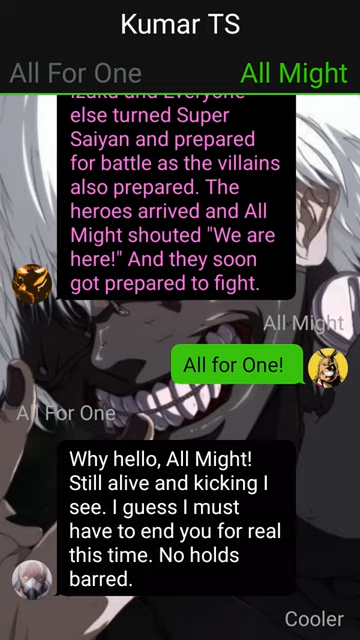 Kumar TS
All For One
All Might
Izuku and Everyone
else turned Super
Saiyan and prepared
for battle as the villains
also prepared. The
heroes arrived and All
Might shouted "We are
here!" And they soon
got prepared to fight.
All Might
All for One!
All For One
Why hello, All Might!
Still alive and kicking I
see. I guess I must
have to end you for real
this time. No holds
barred.
Cooler